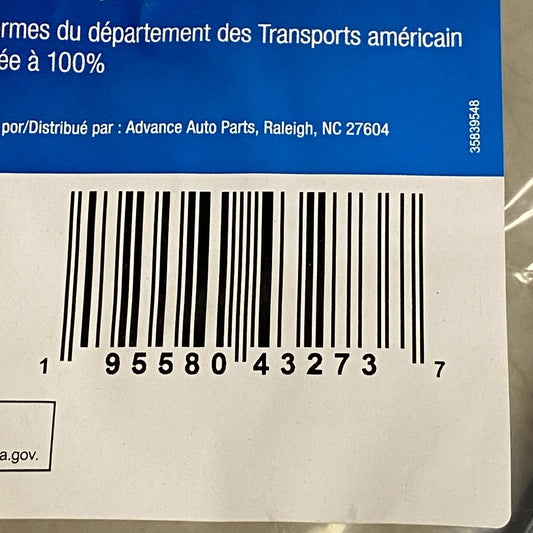 rmes du département des Transports américain
ée à 100%
por/Distribué par : Advance Auto Parts, Raleigh, NC 27604
35839548
1 95580 43273 7
a.gov.